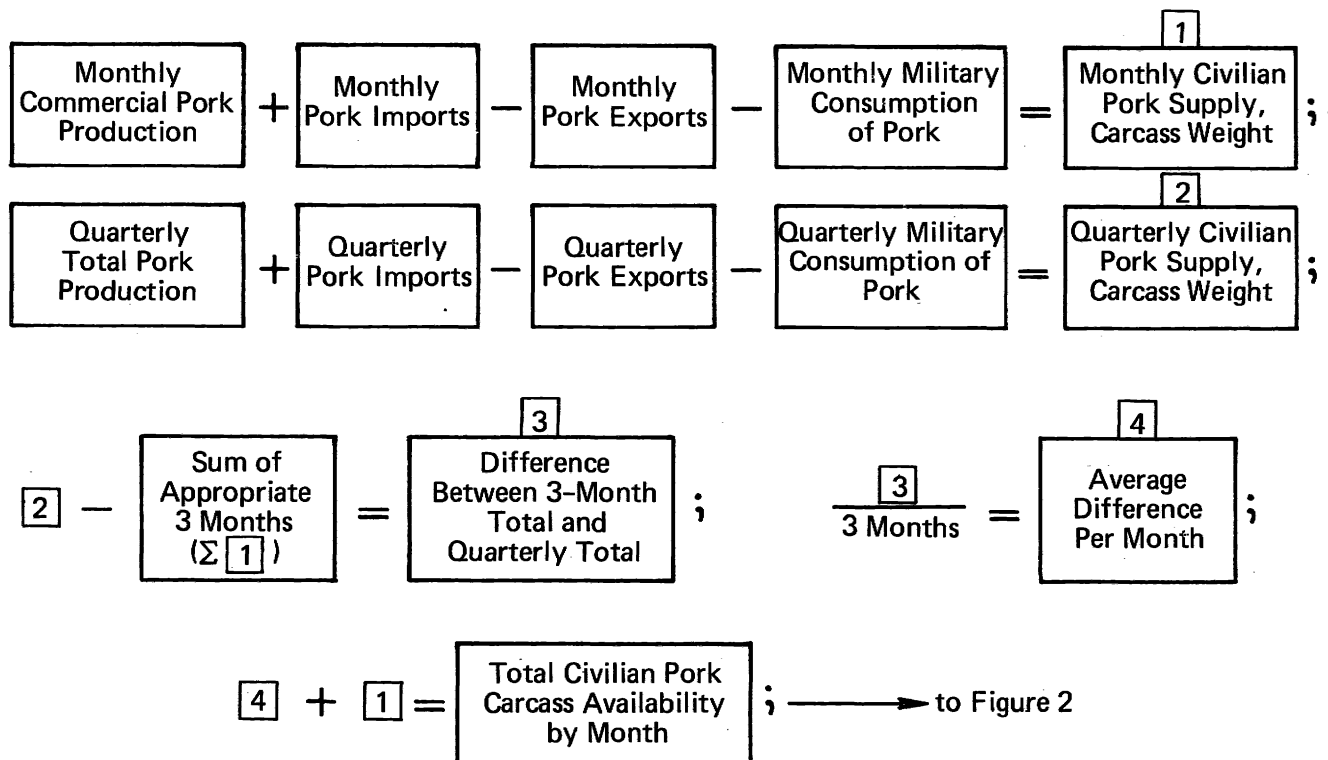 1
Monthly Commercial Pork Production + Monthly Pork Imports − Monthly Pork Exports − Monthly Military Consumption of Pork = Monthly Civilian Pork Supply, Carcass Weight ;
2
Quarterly Total Pork Production + Quarterly Pork Imports − Quarterly Pork Exports − Quarterly Military Consumption of Pork = Quarterly Civilian Pork Supply, Carcass Weight ;
3
2 − Sum of Appropriate 3 Months (Σ 1 ) = Difference Between 3-Month Total and Quarterly Total ;
4
3
3 Months = Average Difference Per Month ;
4 + 1 = Total Civilian Pork Carcass Availability by Month ; → to Figure 2